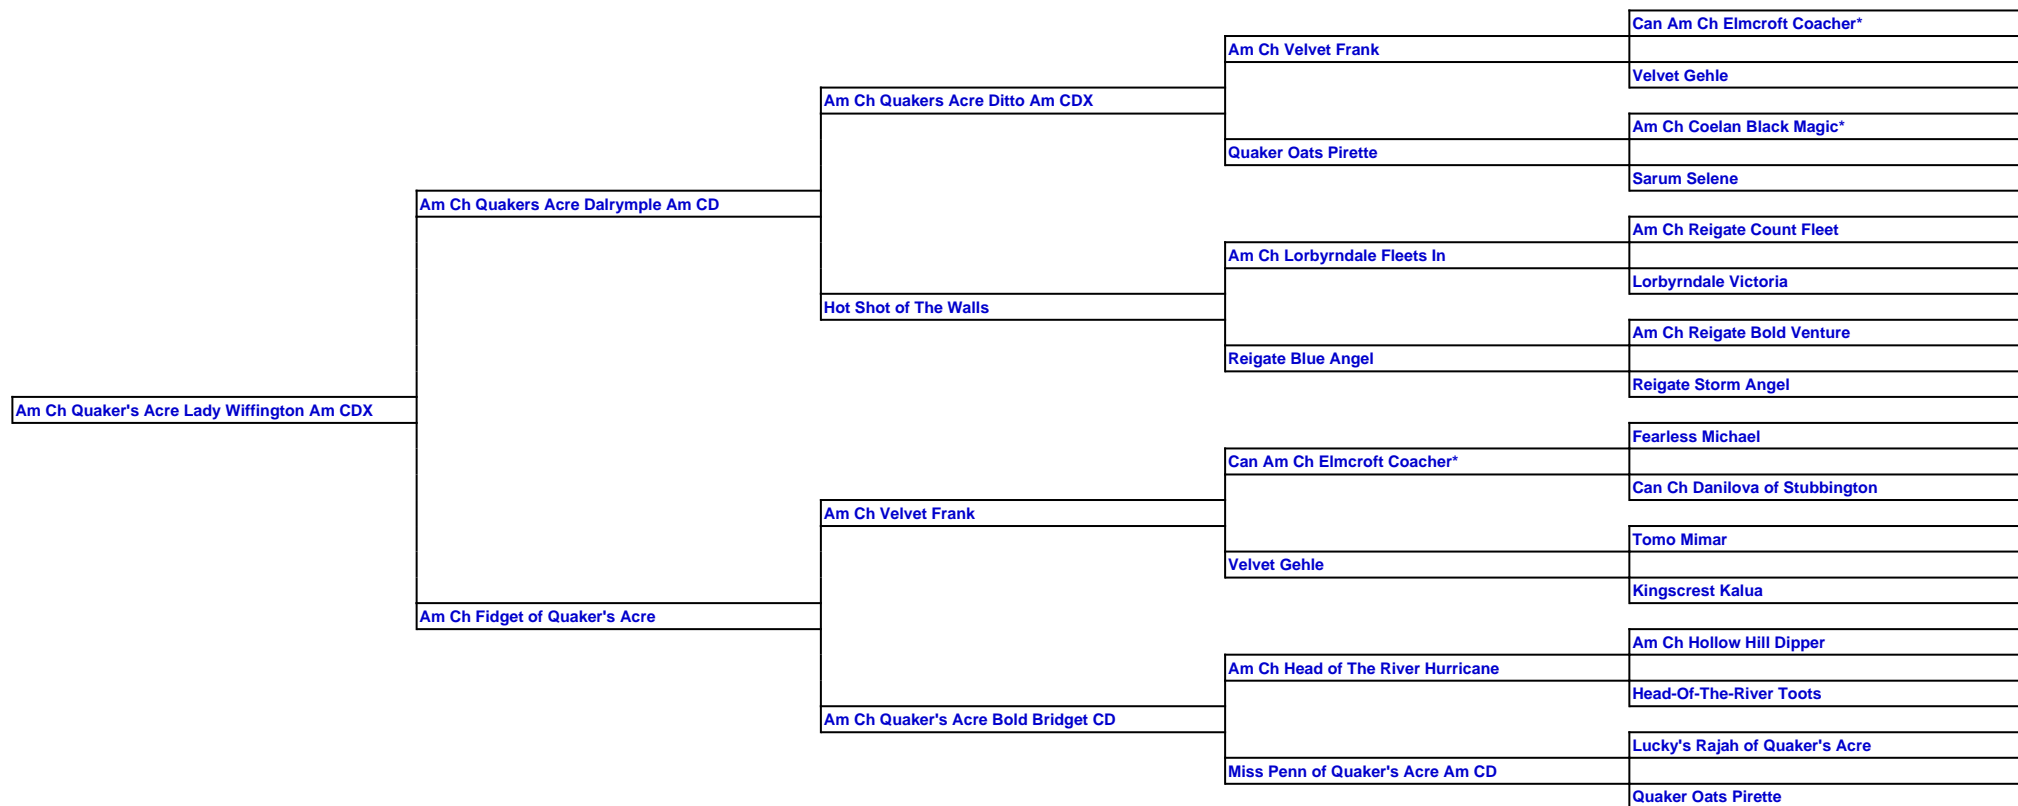 Can Am Ch Elmcroft Coacher*
Am Ch Velvet Frank
Velvet Gehle
Am Ch Quakers Acre Ditto Am CDX
Am Ch Coelan Black Magic*
Quaker Oats Pirette
Sarum Selene
Am Ch Quakers Acre Dalrymple Am CD
Am Ch Reigate Count Fleet
Am Ch Lorbyrndale Fleets In
Lorbyrndale Victoria
Hot Shot of The Walls
Am Ch Reigate Bold Venture
Reigate Blue Angel
Reigate Storm Angel
Am Ch Quaker's Acre Lady Wiffington Am CDX
Fearless Michael
Can Am Ch Elmcroft Coacher*
Can Ch Danilova of Stubbington
Am Ch Velvet Frank
Tomo Mimar
Velvet Gehle
Kingscrest Kalua
Am Ch Fidget of Quaker's Acre
Am Ch Hollow Hill Dipper
Am Ch Head of The River Hurricane
Head-Of-The-River Toots
Am Ch Quaker's Acre Bold Bridget CD
Lucky's Rajah of Quaker's Acre
Miss Penn of Quaker's Acre Am CD
Quaker Oats Pirette